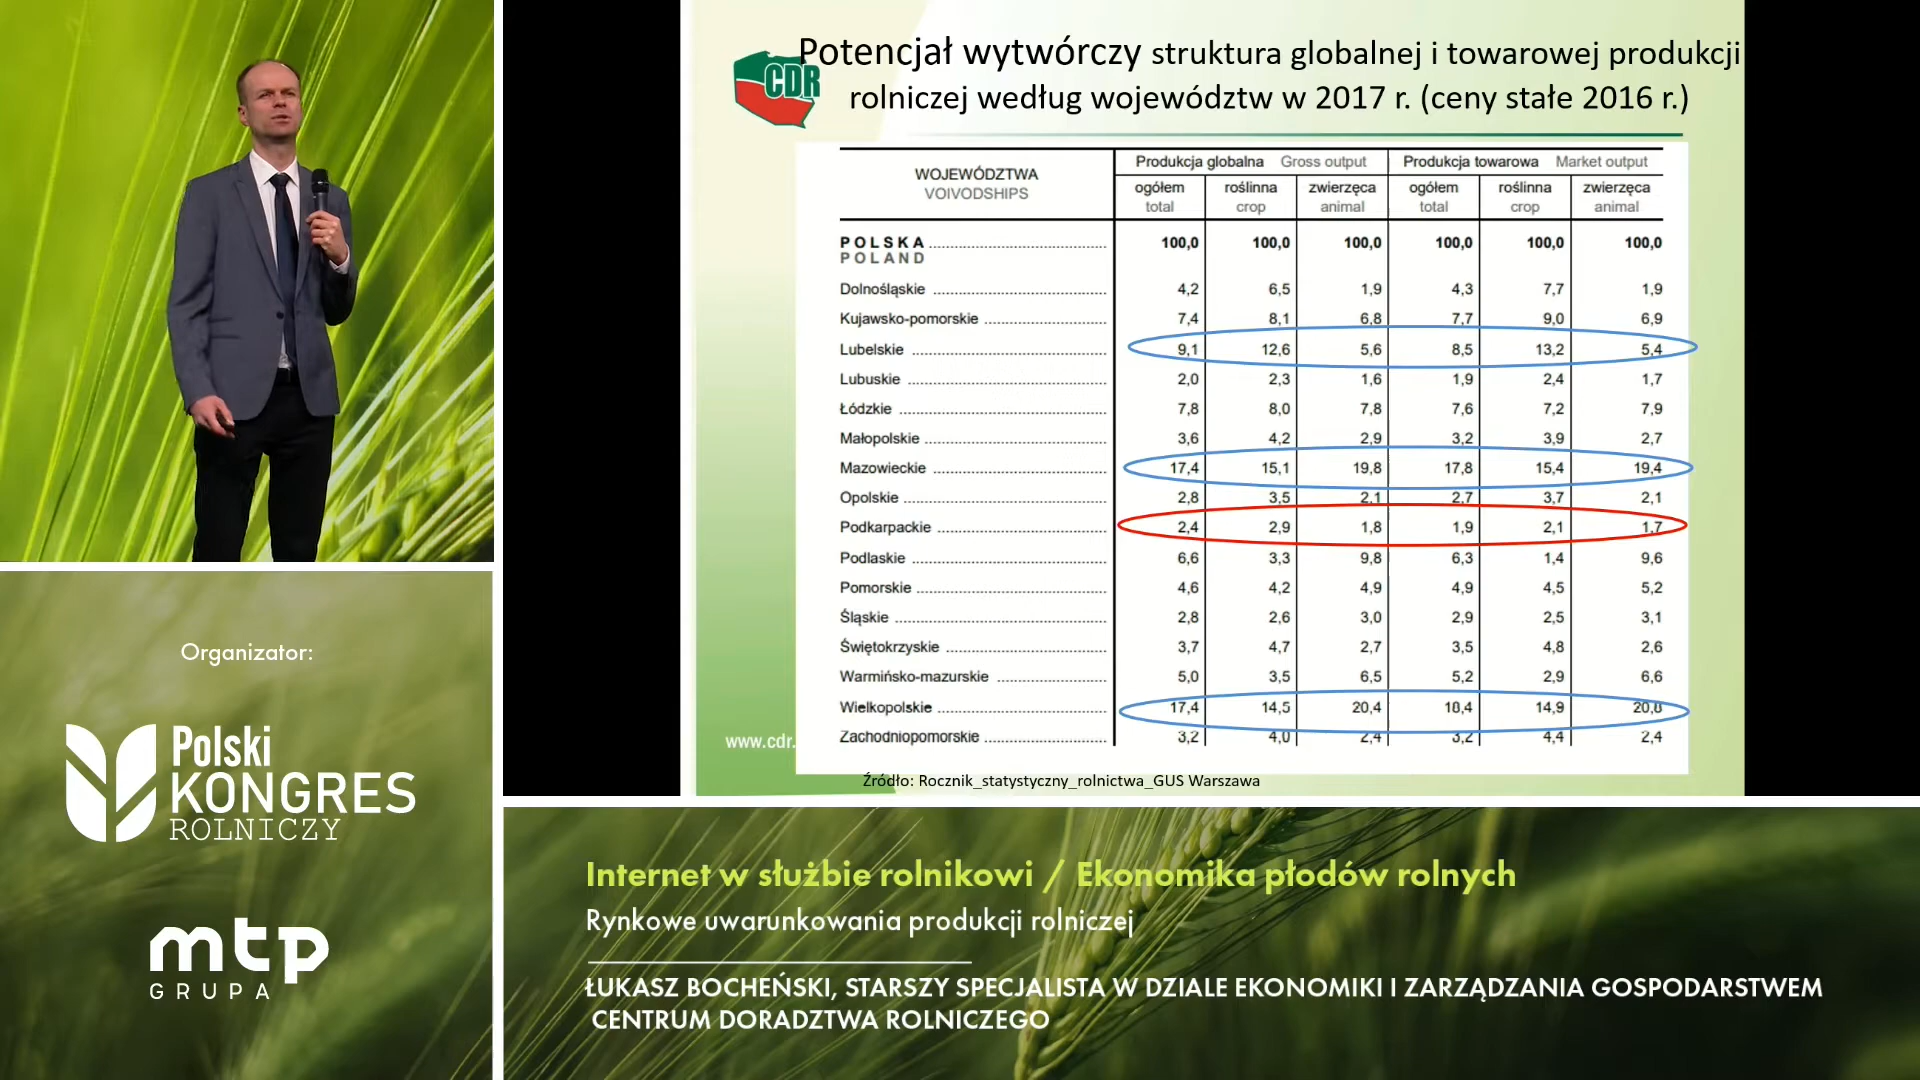 CDR
Potencjał wytwórczy struktura globalnej i towarowej produkcji
rolniczej według województw w 2017 r. (ceny stałe 2016 r.)
WOJEWÓDZTWA
VOIVODSHIPS
Produkcja globalna Gross output
Produkcja towarowa Market output
ogółem roślinna zwierzęca ogółem roślinna zwierzęca
total crop animal total crop animal
POLSKA 100,0 100,0 100,0 100,0 100,0 100,0
POLAND
Dolnośląskie 4,2 6,5 1,9 4,3 7,7 1,9
Kujawsko-pomorskie 7,4 8,1 6,8 7,7 9,0 6,9
Lubelskie 9,1 12,6 5,6 8,5 13,2 5,4
Lubuskie 2,0 2,3 1,6 1,9 2,4 1,7
Łódzkie 7,8 8,0 7,8 7,6 7,2 7,9
Małopolskie 3,6 4,2 2,9 3,2 3,9 2,7
Mazowieckie 17,4 15,1 19,8 17,8 15,4 19,4
Opolskie 2,8 3,5 2,1 2,7 3,7 2,1
Podkarpackie 2,4 2,9 1,8 1,9 2,1 1,7
Podlaskie 6,6 3,3 9,8 6,3 1,4 9,6
Pomorskie 4,6 4,2 4,9 4,9 4,5 5,2
Śląskie 2,8 2,6 3,0 2,9 2,5 3,1
Świętokrzyskie 3,7 4,7 2,7 3,5 4,8 2,6
Warmińsko-mazurskie 5,0 3,5 6,5 5,2 2,9 6,6
Wielkopolskie 17,4 14,5 20,4 18,4 14,9 20,8
Zachodniopomorskie 3,2 4,0 2,4 3,2 4,4 2,4
www.cdr.
Źródło: Rocznik_statystyczny_rolnictwa_GUS Warszawa
Organizator:
Polski
KONGRES
ROLNICZY
mtp
GRUPA
Internet w służbie rolnikowi / Ekonomika płodów rolnych
Rynkowe uwarunkowania produkcji rolniczej
ŁUKASZ BOCHEŃSKI, STARSZY SPECJALISTA W DZIALE EKONOMIKI I ZARZĄDZANIA GOSPODARSTWEM
CENTRUM DORADZTWA ROLNICZEGO